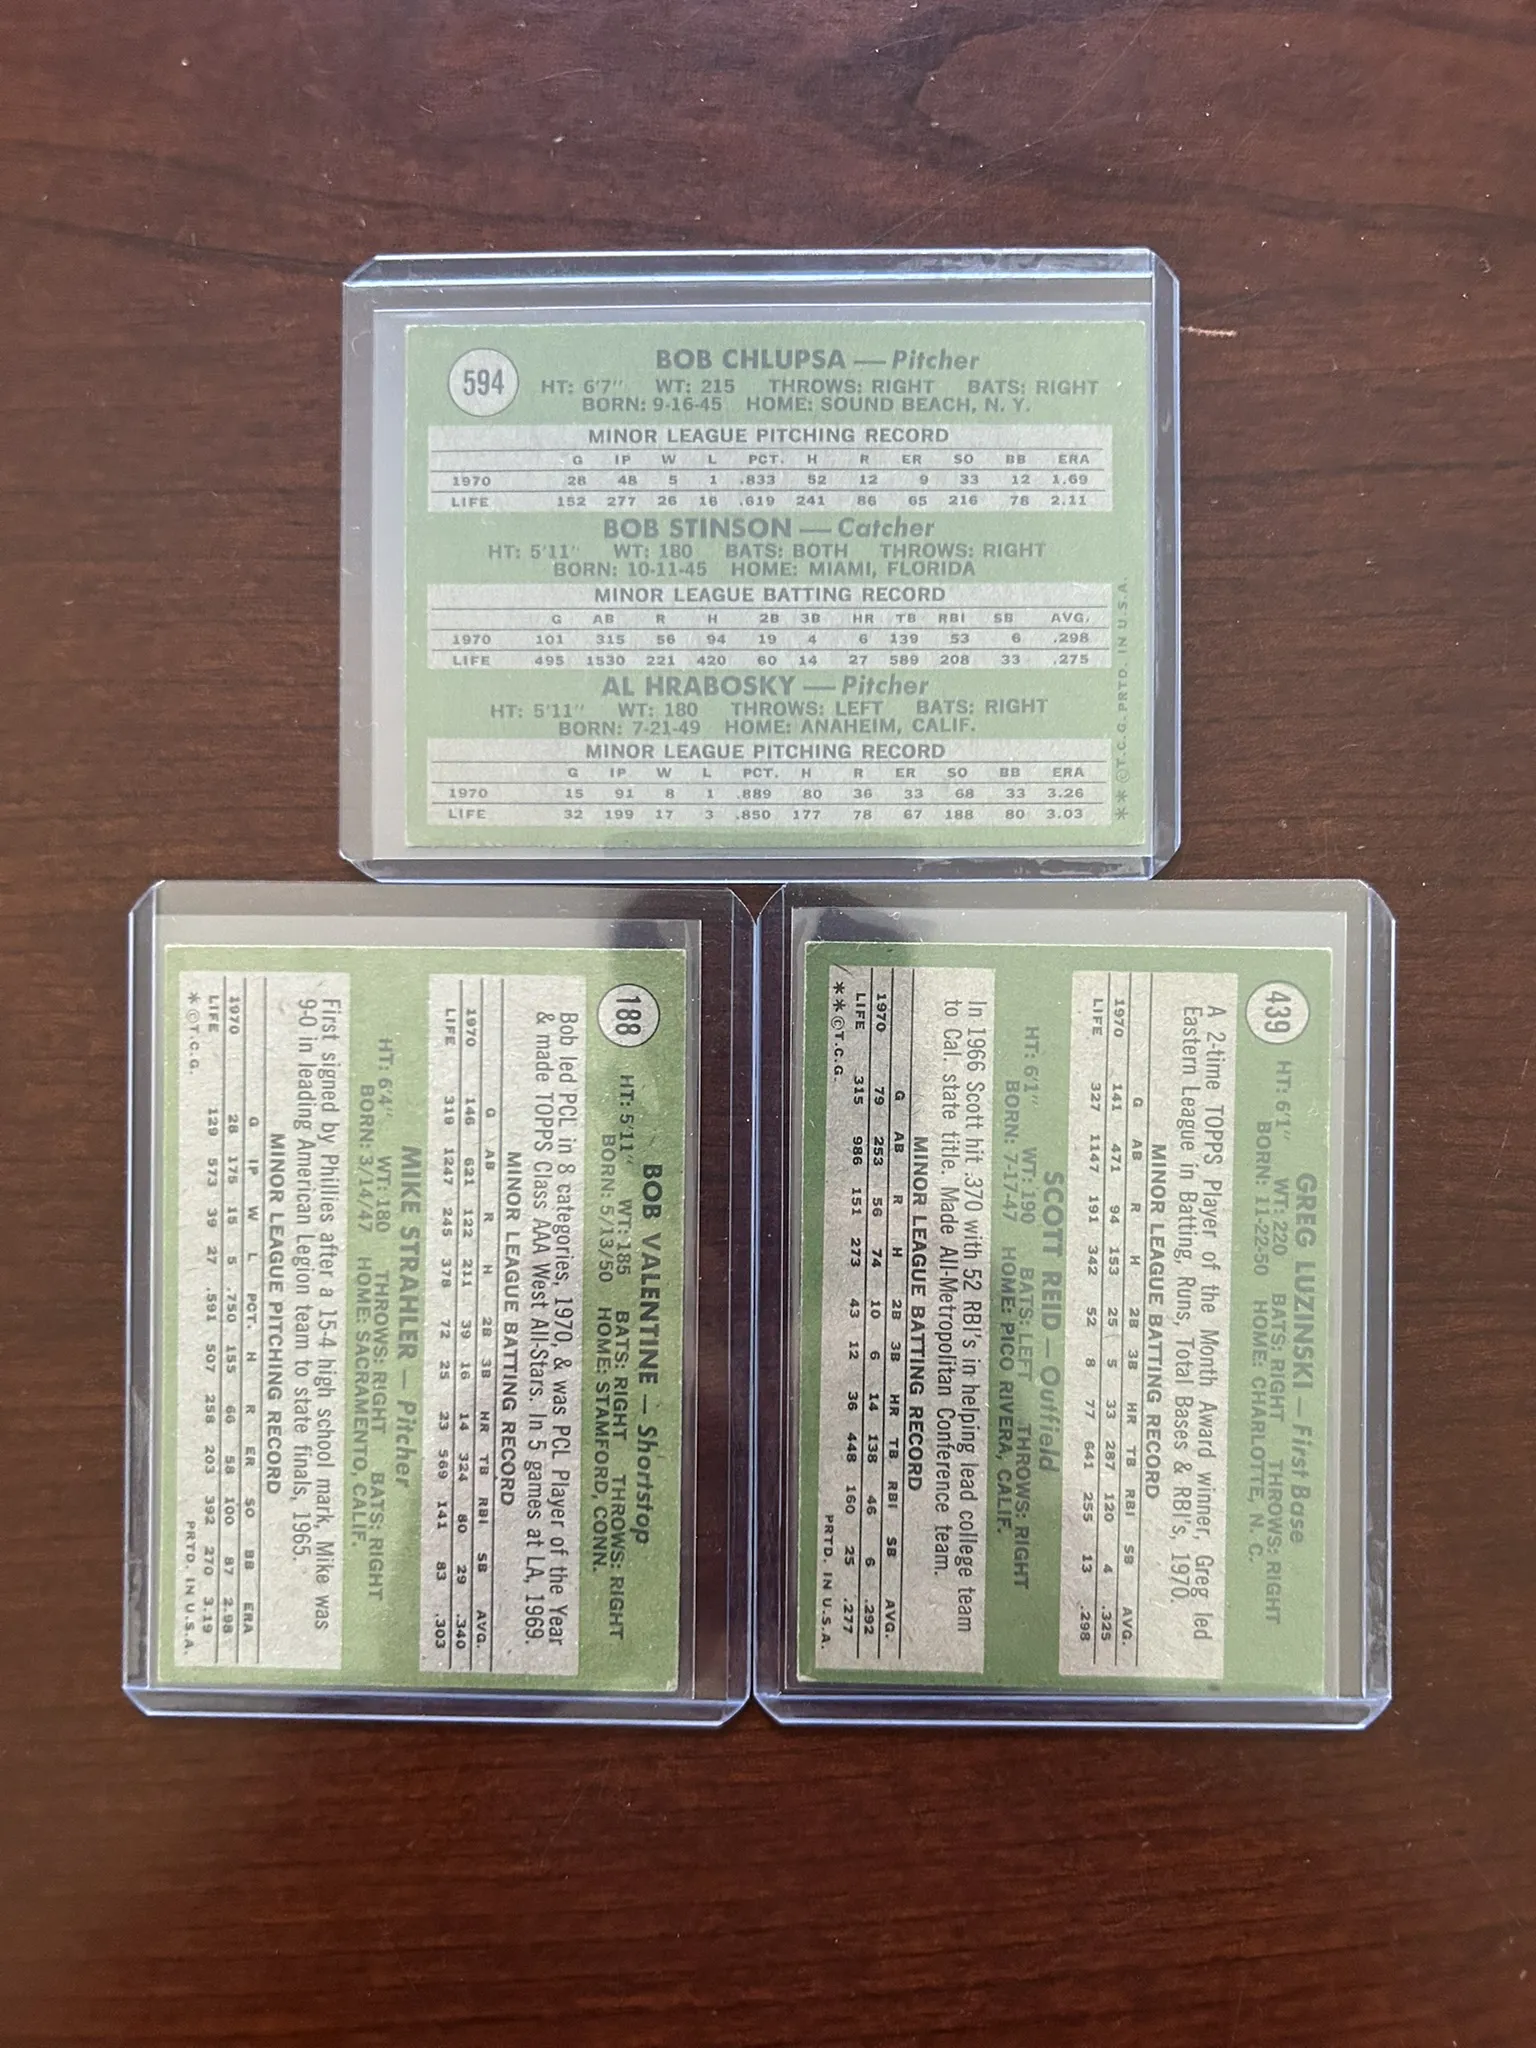 594
BOB CHLUPSA — Pitcher
HT: 6'7" WT: 215 THROWS: RIGHT BATS: RIGHT
BORN: 9-16-45 HOME: SOUND BEACH, N. Y.
MINOR LEAGUE PITCHING RECORD
G IP W L PCT. H R ER SO BB ERA
1970 28 48 5 1 .833 52 12 9 33 12 1.69
LIFE 152 277 26 16 .619 241 86 65 216 78 2.11
BOB STINSON — Catcher
HT: 5'11" WT: 180 BATS: BOTH THROWS: RIGHT
BORN: 10-11-45 HOME: MIAMI, FLORIDA
MINOR LEAGUE BATTING RECORD
G AB R H 2B 3B HR TB RBI SB AVG.
1970 101 315 56 94 19 4 6 139 53 6 .298
LIFE 495 1530 221 420 60 14 27 589 208 33 .275
AL HRABOSKY — Pitcher
HT: 5'11" WT: 180 THROWS: LEFT BATS: RIGHT
BORN: 7-21-49 HOME: ANAHEIM, CALIF.
MINOR LEAGUE PITCHING RECORD
G IP W L PCT. H R ER SO BB ERA
1970 15 91 8 1 .889 80 36 33 68 33 3.26
LIFE 32 199 17 3 .850 177 78 67 188 80 3.03
**©T.C.G. PRTD. IN U.S.A.
188
BOB VALENTINE — Shortstop
HT: 5'11" WT: 185 BATS: RIGHT THROWS: RIGHT
BORN: 5/13/50 HOME: STAMFORD, CONN.
Bob led PCL in 8 categories, 1970, & was PCL Player of the Year
& made TOPPS Class AAA West All-Stars. In 5 games at LA, 1969.
MINOR LEAGUE BATTING RECORD
G AB R H 2B 3B HR TB RBI SB AVG.
1970 146 621 122 211 39 16 14 324 80 29 .340
LIFE 319 1247 245 378 72 25 23 569 141 83 .303
MIKE STRAHLER — Pitcher
HT: 6'4" WT: 180 THROWS: RIGHT BATS: RIGHT
BORN: 3/14/47 HOME: SACRAMENTO, CALIF.
First signed by Phillies after a 15-4 high school mark, Mike was
9-0 in leading American Legion team to state finals, 1965.
MINOR LEAGUE PITCHING RECORD
G IP W L PCT. H R ER SO BB ERA
1970 28 175 15 5 .750 155 66 58 100 87 2.98
LIFE 129 573 39 27 .591 507 258 203 392 270 3.19
*©T.C.G. PRTD. IN U.S.A.
439
GREG LUZINSKI — First Base
HT: 6'1" WT: 220 BATS: RIGHT THROWS: RIGHT
BORN: 11-22-50 HOME: CHARLOTTE, N. C.
A 2-time TOPPS Player of the Month Award winner, Greg led
Eastern League in Batting, Runs, Total Bases & RBI's, 1970.
MINOR LEAGUE BATTING RECORD
G AB R H 2B 3B HR TB RBI SB AVG.
1970 141 471 94 153 25 5 33 287 120 4 .325
LIFE 327 1147 191 342 52 8 77 641 255 13 .298
SCOTT REID — Outfield
HT: 6'1" WT: 190 BATS: LEFT THROWS: RIGHT
BORN: 7-17-47 HOME: PICO RIVERA, CALIF.
In 1966 Scott hit .370 with 52 RBI's in helping lead college team
to Cal. state title. Made All-Metropolitan Conference team.
MINOR LEAGUE BATTING RECORD
G AB R H 2B 3B HR TB RBI SB AVG.
1970 79 253 56 74 10 6 14 138 46 6 .292
LIFE 315 986 151 273 43 12 36 448 160 25 .277
**©T.C.G. PRTD. IN U.S.A.